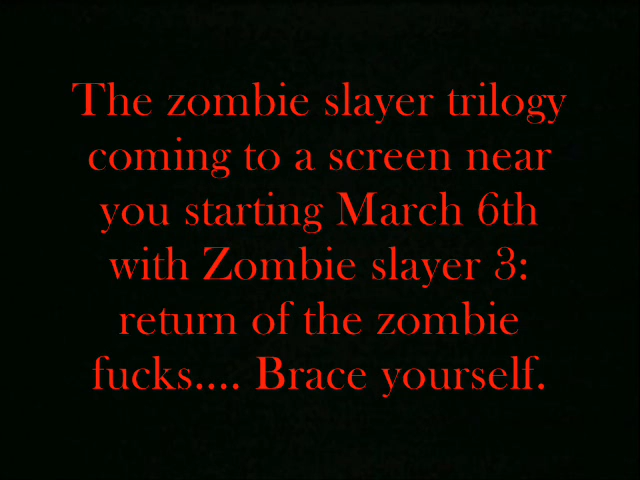 The zombie slayer trilogy
coming to a screen near
you starting March 6th
with Zombie slayer 3:
return of the zombie
fucks.... Brace yourself.